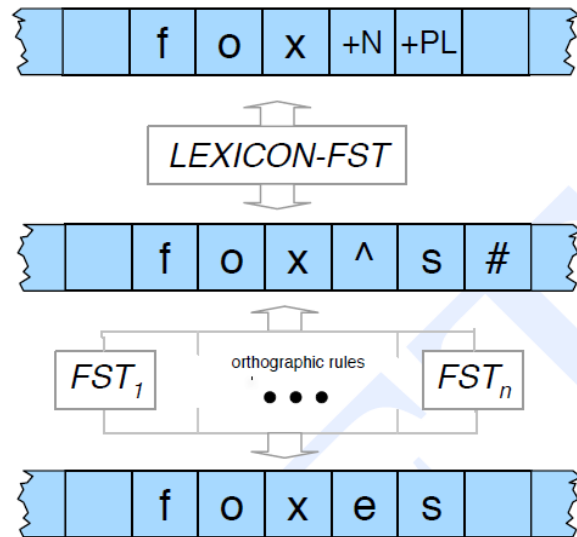 f o x +N +PL
LEXICON-FST
f o x ^ s #
orthographic rules
FST1 ••• FSTn
f o x e s